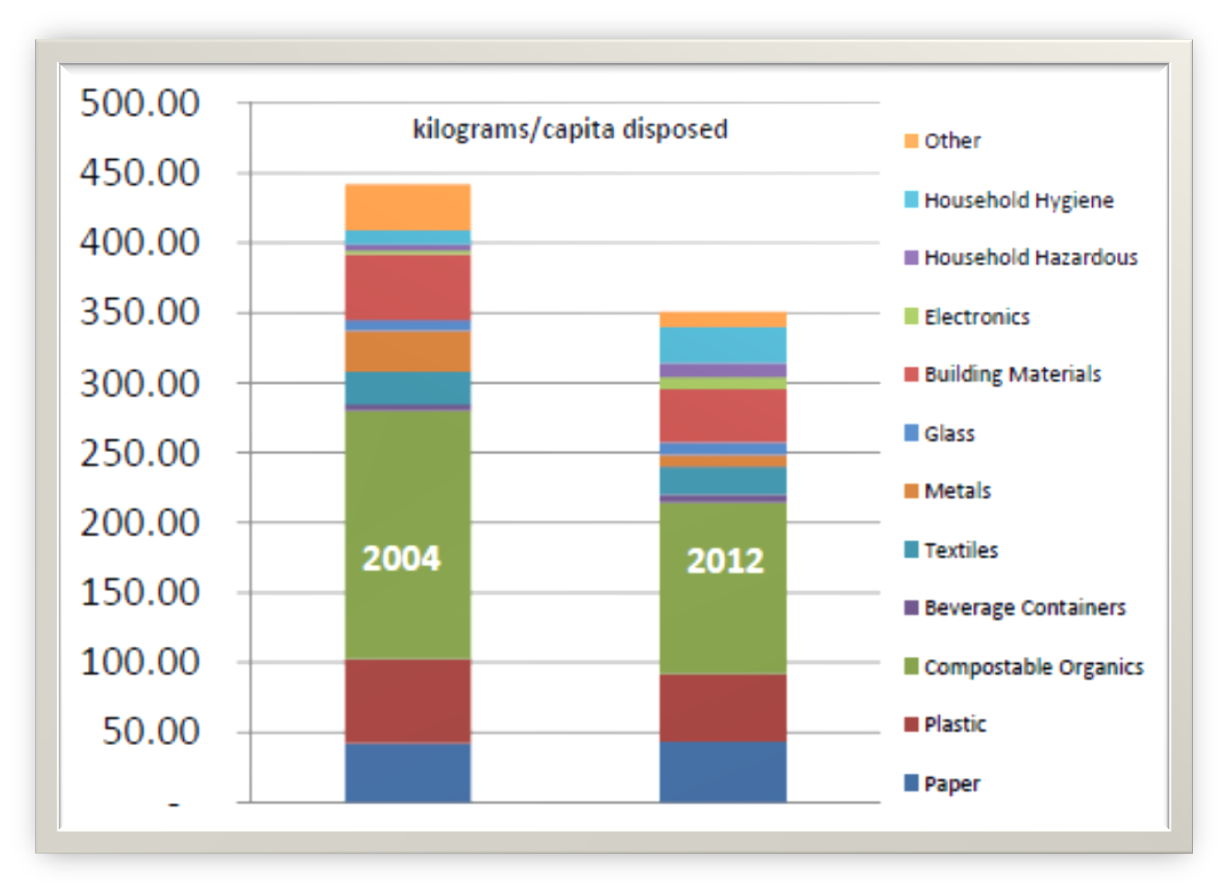 kilograms/capita disposed
500.00
450.00
400.00
350.00
300.00
250.00
200.00
150.00
100.00
50.00
-
2004
2012
Other
Household Hygiene
Household Hazardous
Electronics
Building Materials
Glass
Metals
Textiles
Beverage Containers
Compostable Organics
Plastic
Paper